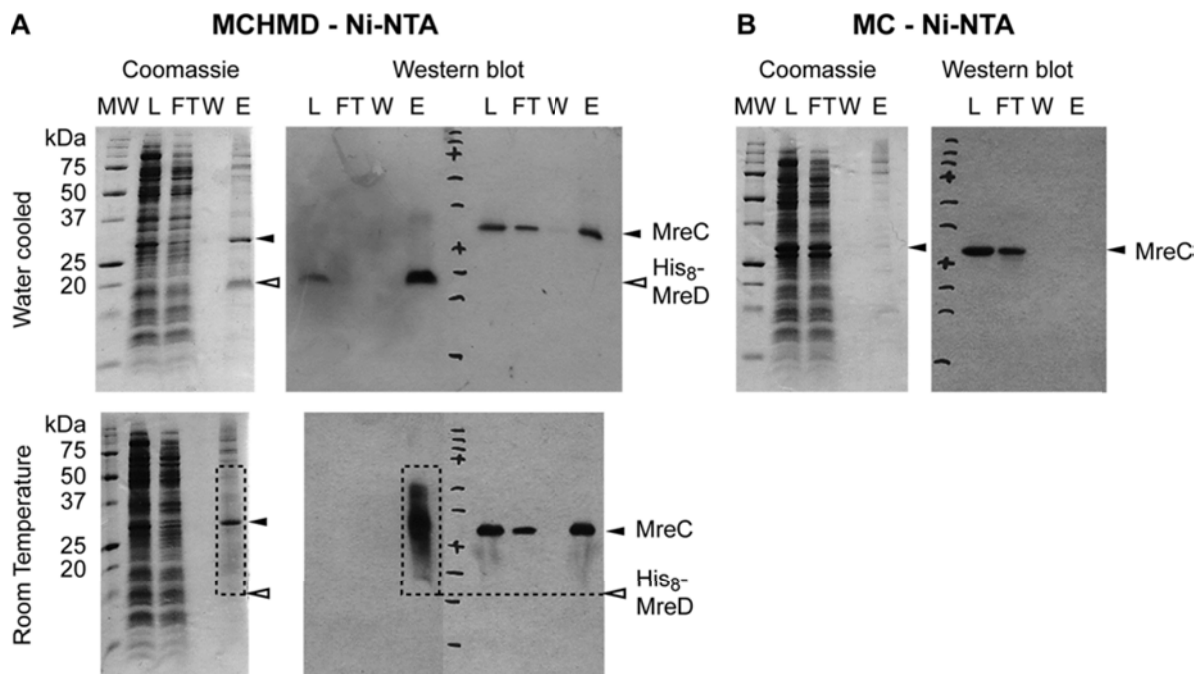 A MCHMD - Ni-NTA
Coomassie Western blot
MW L FT W E L FT W E L FT W E
kDa
75
50
37
25
20
Water cooled
MreC
His8-
MreD
kDa
75
50
37
25
20
Room Temperature
MreC
His8-
MreD
B MC - Ni-NTA
Coomassie Western blot
MW L FT W E L FT W E
MreC